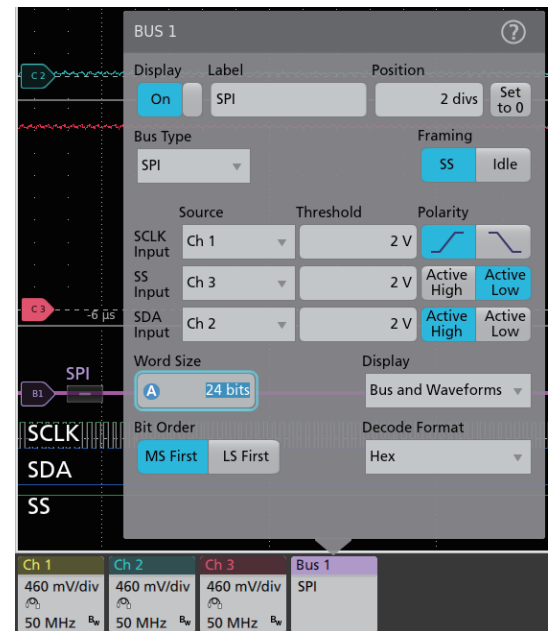 BUS 1
?
C 2
Display Label Position
On SPI 2 divs Set to 0
Bus Type Framing
SPI SS Idle
Source Threshold Polarity
SCLK Input Ch 1 2 V
SS Input Ch 3 2 V Active High Active Low
C 3 -6 µs
SDA Input Ch 2 2 V Active High Active Low
Word Size Display
SPI
B1
A 24 bits Bus and Waveforms
Bit Order Decode Format
SCLK
MS First LS First Hex
SDA
SS
Ch 1 Ch 2 Ch 3 Bus 1
460 mV/div 460 mV/div 460 mV/div SPI
50 MHz Bw 50 MHz Bw 50 MHz Bw